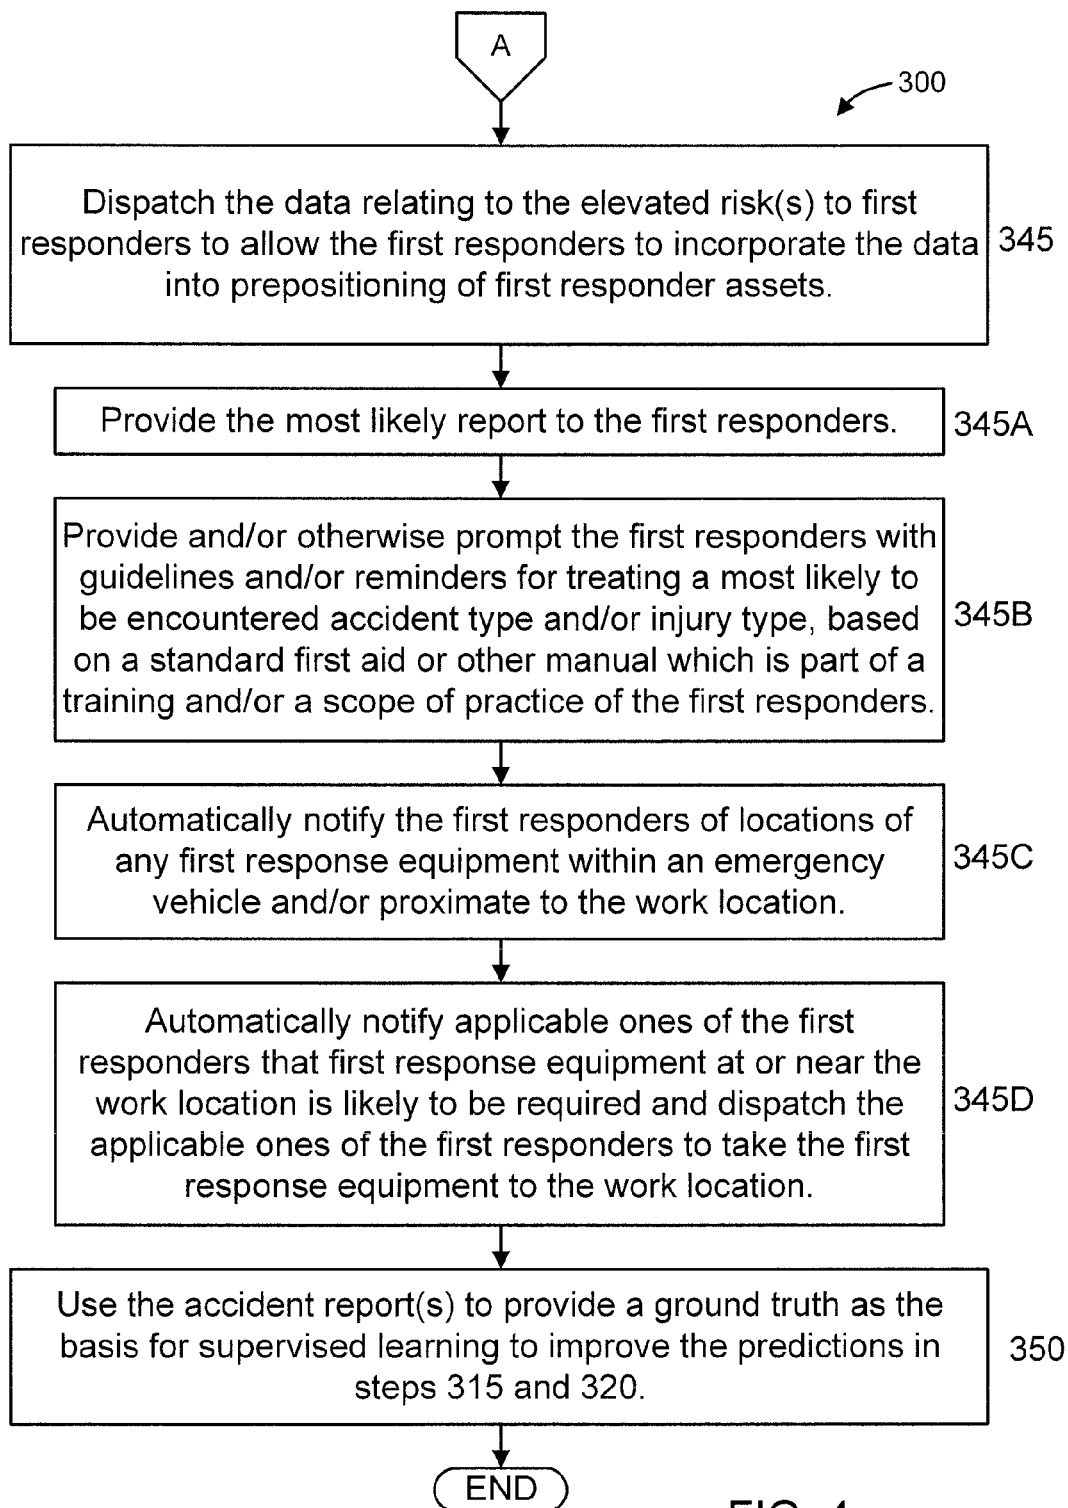 A
300
Dispatch the data relating to the elevated risk(s) to first
responders to allow the first responders to incorporate the data
into prepositioning of first responder assets.
345
Provide the most likely report to the first responders.
345A
Provide and/or otherwise prompt the first responders with
guidelines and/or reminders for treating a most likely to
be encountered accident type and/or injury type, based
on a standard first aid or other manual which is part of a
training and/or a scope of practice of the first responders.
345B
Automatically notify the first responders of locations of
any first response equipment within an emergency
vehicle and/or proximate to the work location.
345C
Automatically notify applicable ones of the first
responders that first response equipment at or near the
work location is likely to be required and dispatch the
applicable ones of the first responders to take the first
response equipment to the work location.
345D
Use the accident report(s) to provide a ground truth as the
basis for supervised learning to improve the predictions in
steps 315 and 320.
350
END